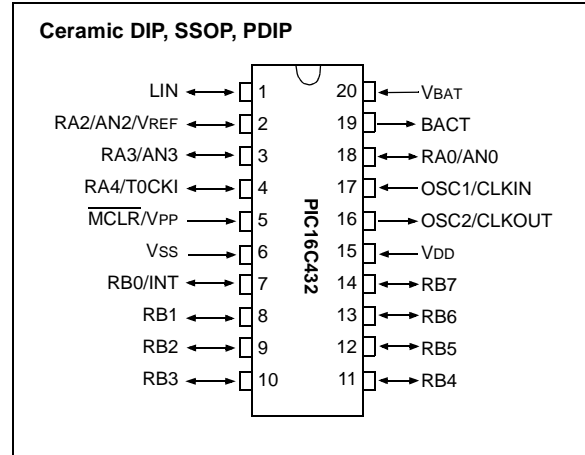 Ceramic DIP, SSOP, PDIP
LIN 1 20 VBAT
RA2/AN2/VREF 2 19 BACT
RA3/AN3 3 18 RA0/AN0
RA4/T0CKI 4 17 OSC1/CLKIN
MCLR/VPP 5 16 OSC2/CLKOUT
VSS 6 15 VDD
RB0/INT 7 14 RB7
RB1 8 13 RB6
RB2 9 12 RB5
RB3 10 11 RB4
PIC16C432